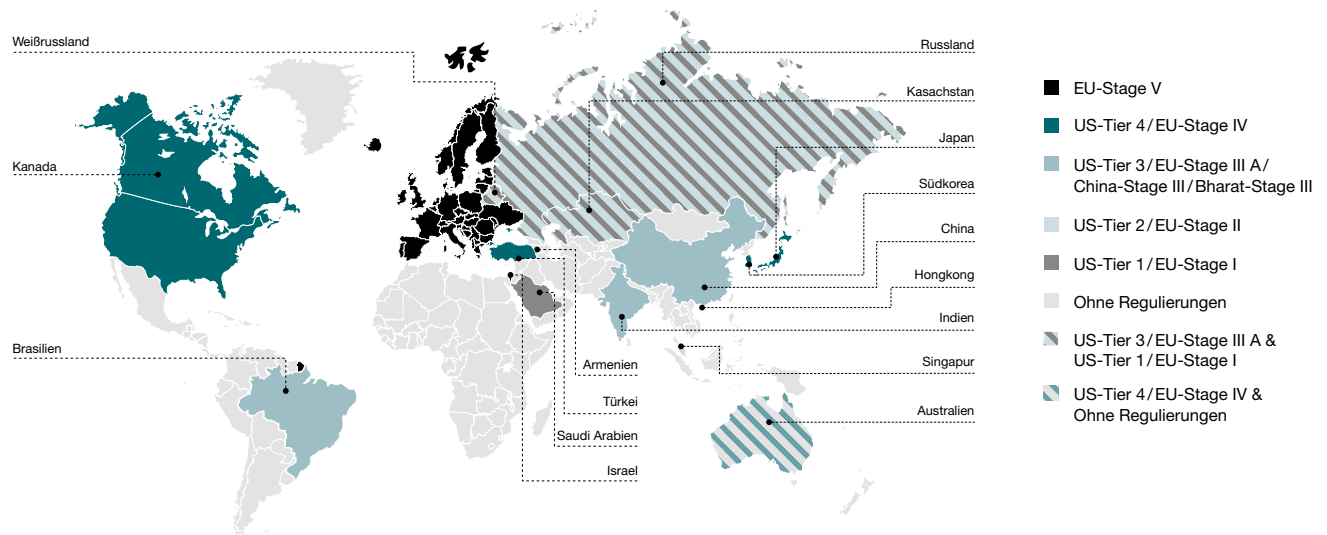 Weißrussland
Kanada
Brasilien
Armenien
Türkei
Saudi Arabien
Israel
Russland
Kasachstan
Japan
Südkorea
China
Hongkong
Indien
Singapur
Australien
EU-Stage V
US-Tier 4/EU-Stage IV
US-Tier 3/EU-Stage III A/
China-Stage III/Bharat-Stage III
US-Tier 2/EU-Stage II
US-Tier 1/EU-Stage I
Ohne Regulierungen
US-Tier 3/EU-Stage III A &
US-Tier 1/EU-Stage I
US-Tier 4/EU-Stage IV &
Ohne Regulierungen